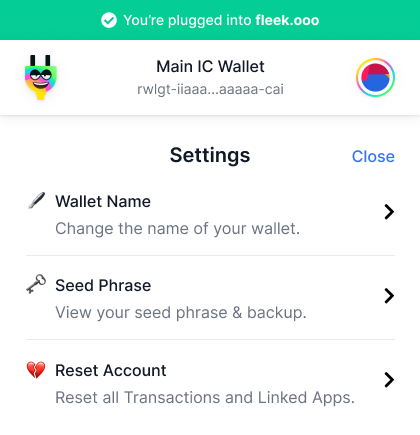 You're plugged into fleek.ooo
Main IC Wallet
rwlgt-iiaaa...aaaaa-cai
Settings
Close
Wallet Name
Change the name of your wallet.
Seed Phrase
View your seed phrase & backup.
Reset Account
Reset all Transactions and Linked Apps.